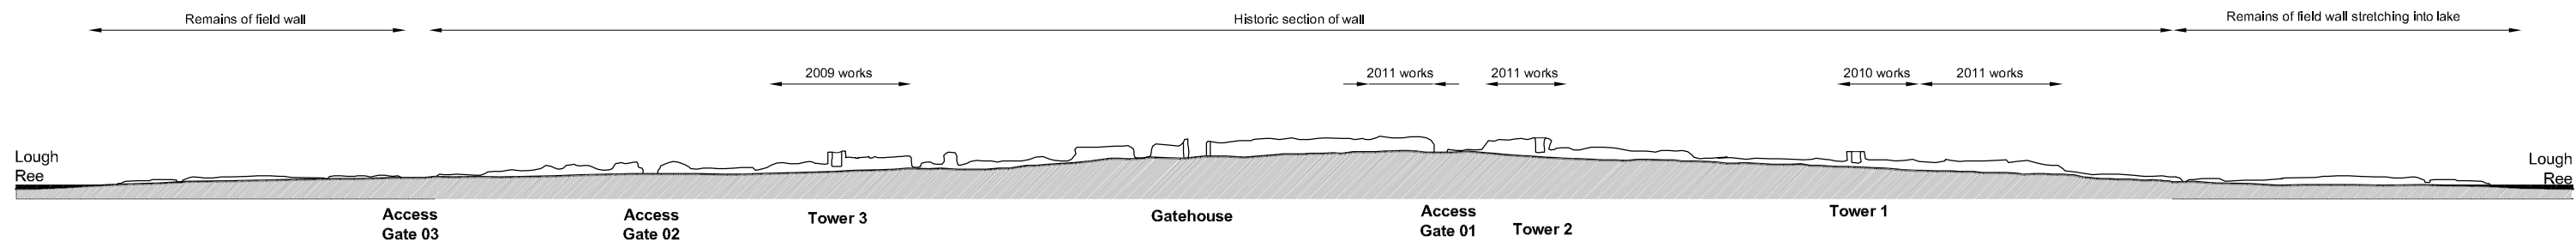 Remains of field wall
Historic section of wall
Remains of field wall stretching into lake
2009 works
2011 works
2011 works
2010 works
2011 works
Lough
Ree
Lough
Ree
Access
Gate 03
Access
Gate 02
Tower 3
Gatehouse
Access
Gate 01
Tower 2
Tower 1